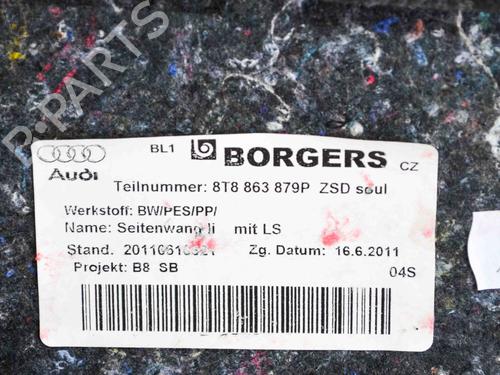 B-PARTS
BL1 BORGERS CZ
Audi
Teilnummer: 8T8 863 879P ZSD soul
Werkstoff: BW/PES/PP/
Name: Seitenwang li mit LS
Stand. Zg. Datum: 16.6.2011
Projekt: B8 SB 04S